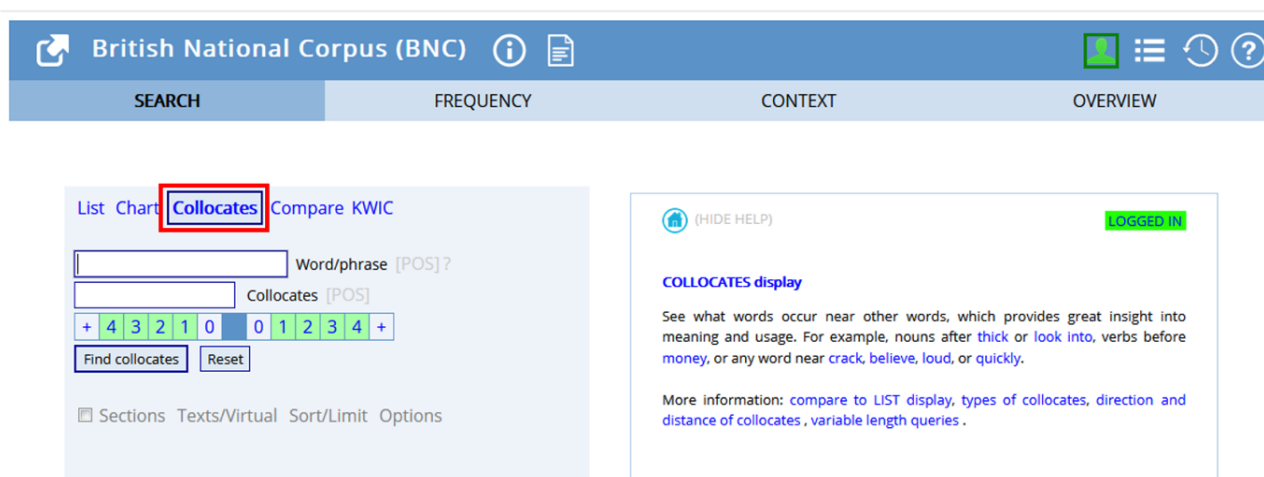 British National Corpus (BNC)
SEARCH FREQUENCY CONTEXT OVERVIEW
List Chart Collocates Compare KWIC
Word/phrase [POS] ?
Collocates [POS]
+ 4 3 2 1 0 0 1 2 3 4 +
Find collocates Reset
Sections Texts/Virtual Sort/Limit Options
(HIDE HELP) LOGGED IN
COLLOCATES display
See what words occur near other words, which provides great insight into
meaning and usage. For example, nouns after thick or look into, verbs before
money, or any word near crack, believe, loud, or quickly.
More information: compare to LIST display, types of collocates, direction and
distance of collocates , variable length queries .